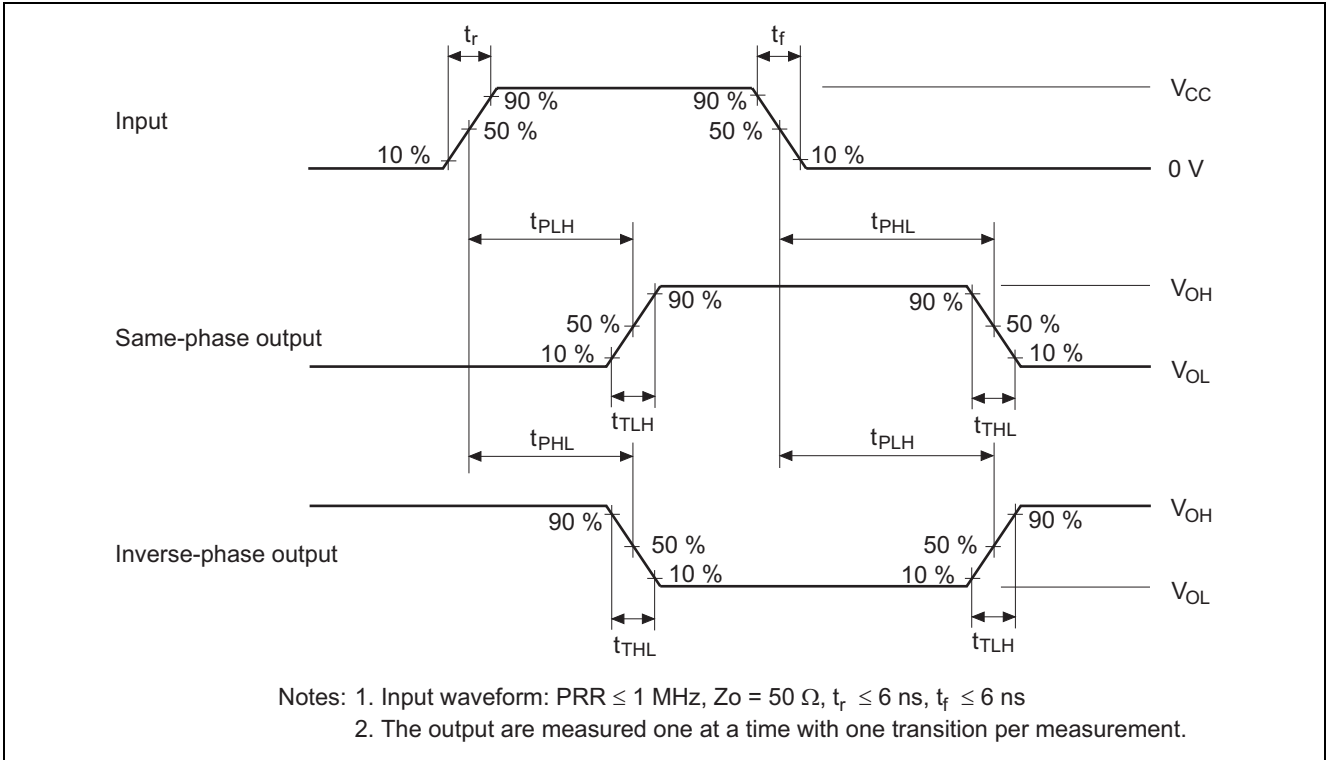 tr
tf
90 %
90 %
VCC
Input
50 %
50 %
10 %
10 %
0 V
tPLH
tPHL
90 %
90 %
VOH
Same-phase output
50 %
50 %
10 %
10 %
VOL
tTLH
tTHL
tPHL
tPLH
90 %
90 %
VOH
Inverse-phase output
50 %
50 %
10 %
10 %
VOL
tTHL
tTLH
Notes: 1. Input waveform: PRR ≤ 1 MHz, Zo = 50 Ω, tr ≤ 6 ns, tf ≤ 6 ns
2. The output are measured one at a time with one transition per measurement.